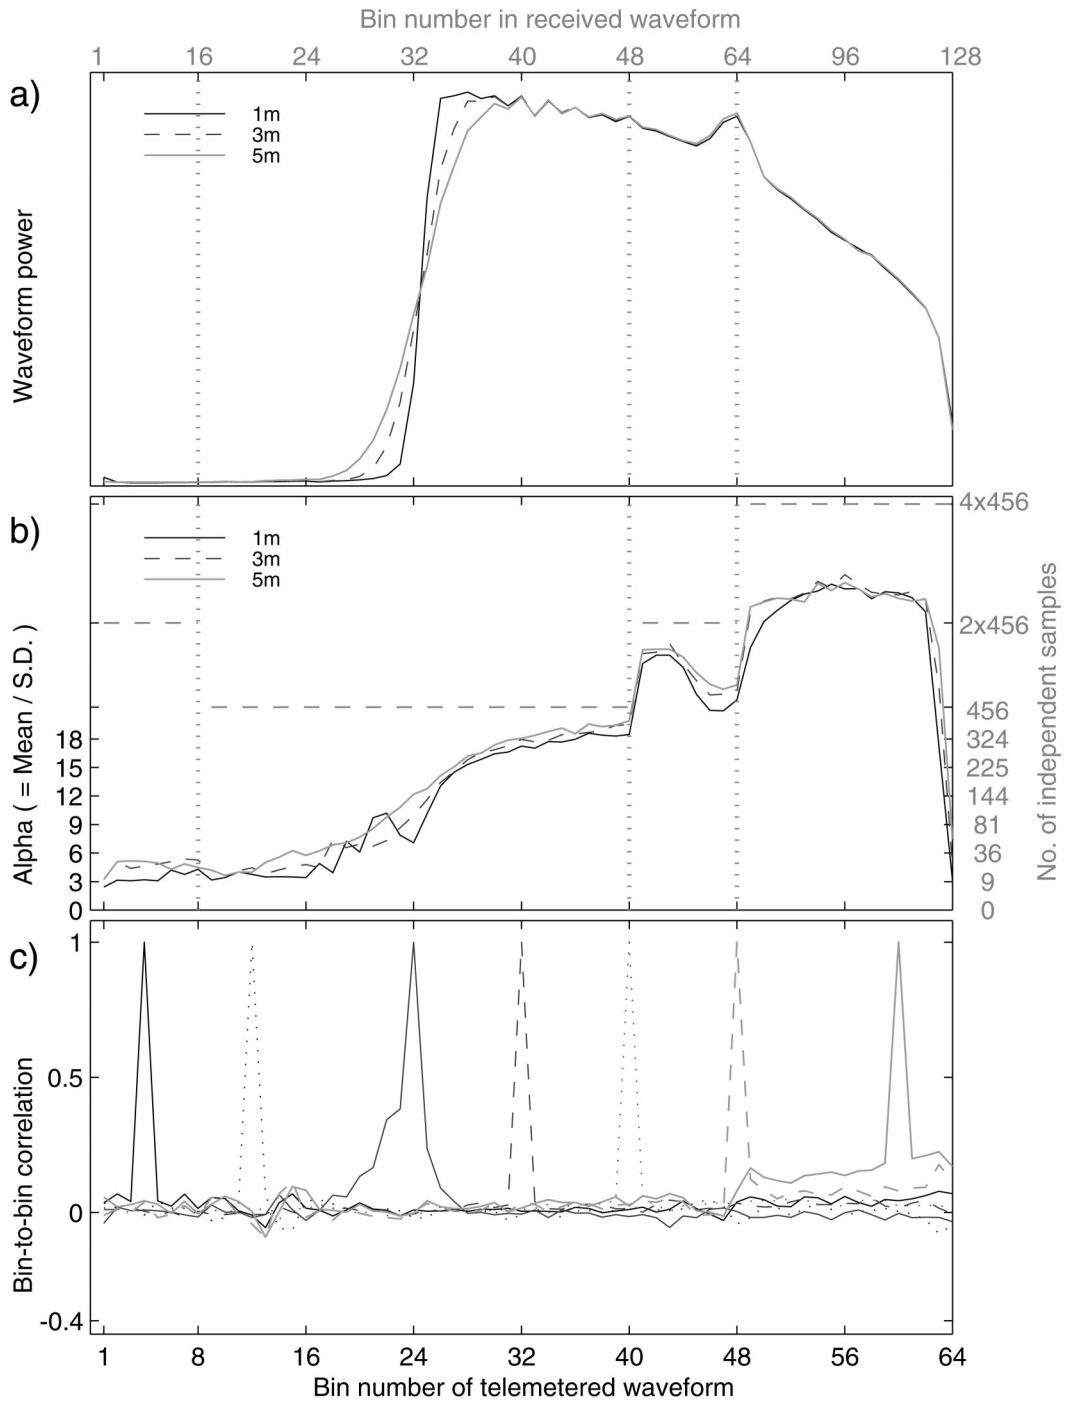 Bin number in received waveform
1 16 24 32 40 48 64 96 128
a)
1m
3m
5m
Waveform power
b)
1m
3m
5m
4x456
2x456
456
18 324
15 225
12 144
9 81
6 36
3 9
0 0
Alpha ( = Mean / S.D. )
No. of independent samples
c)
1
0.5
0
-0.4
Bin-to-bin correlation
1 8 16 24 32 40 48 56 64
Bin number of telemetered waveform